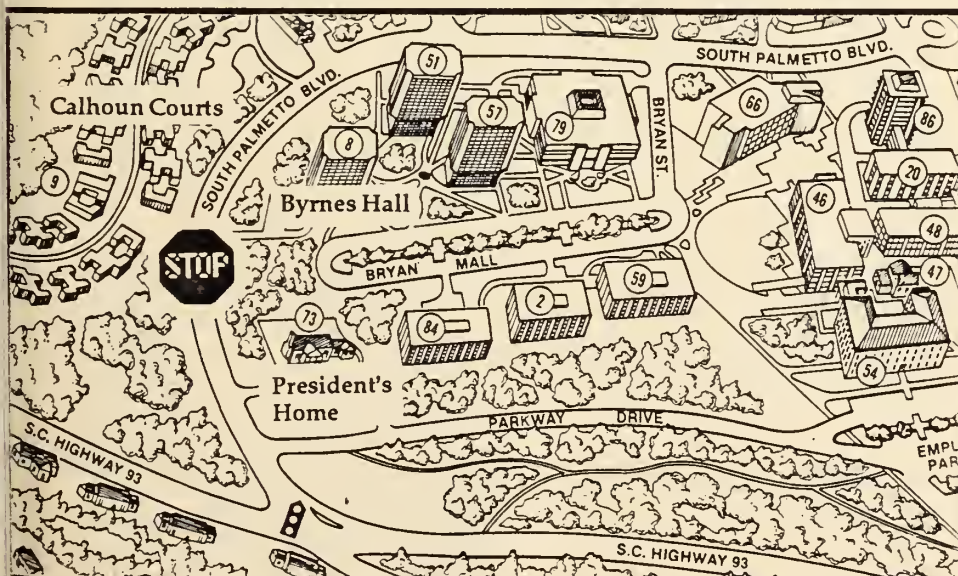 SOUTH PALMETTO BLVD.
51
66
Calhoun Courts
SOUTH PALMETTO BLVD.
57
79
BRYAN ST.
86
8
20
9
Byrnes Hall
46
48
STOP
BRYAN MALL
59
47
2
73
84
54
President's
Home
PARKWAY DRIVE
S.C. HIGHWAY 93
S.C. HIGHWAY 93